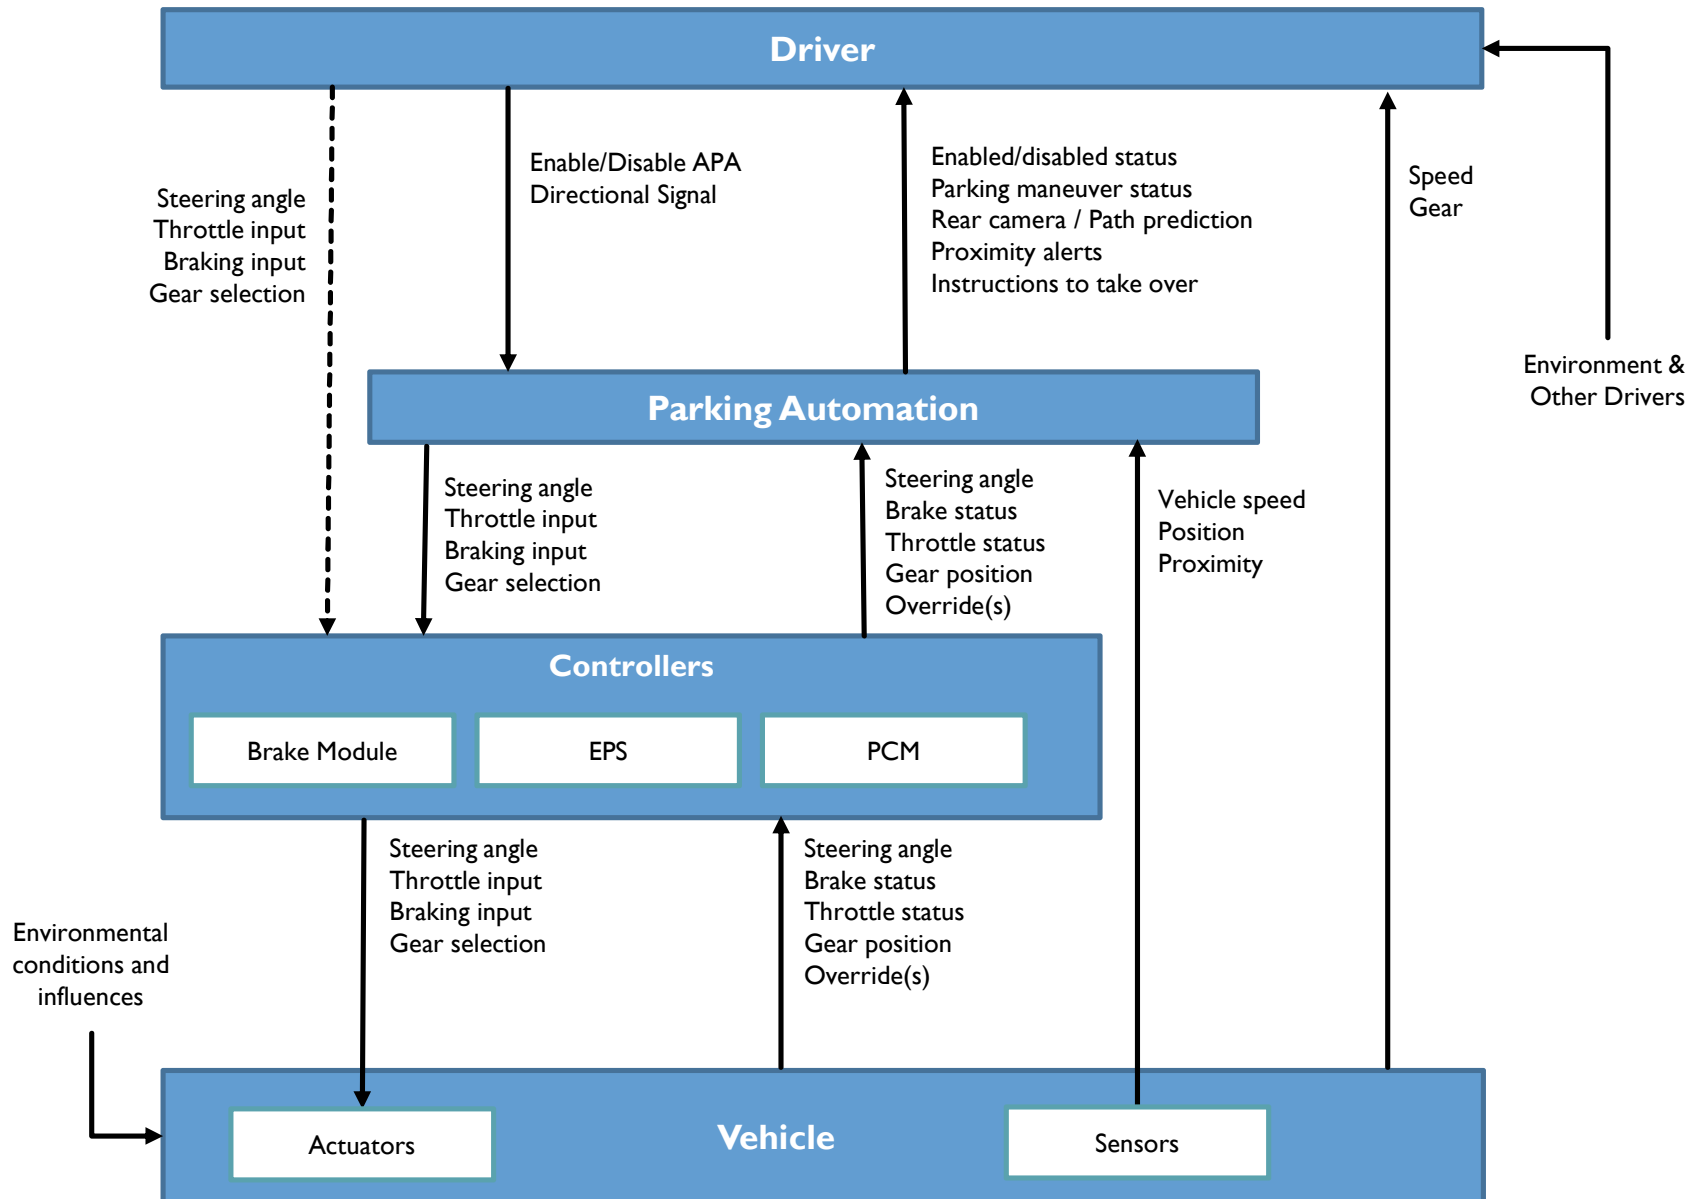 Driver
Steering angle
Throttle input
Braking input
Gear selection
Enable/Disable APA
Directional Signal
Enabled/disabled status
Parking maneuver status
Rear camera / Path prediction
Proximity alerts
Instructions to take over
Speed
Gear
Environment &
Other Drivers
Parking Automation
Steering angle
Throttle input
Braking input
Gear selection
Steering angle
Brake status
Throttle status
Gear position
Override(s)
Vehicle speed
Position
Proximity
Controllers
Brake Module
EPS
PCM
Steering angle
Throttle input
Braking input
Gear selection
Steering angle
Brake status
Throttle status
Gear position
Override(s)
Environmental
conditions and
influences
Actuators
Vehicle
Sensors